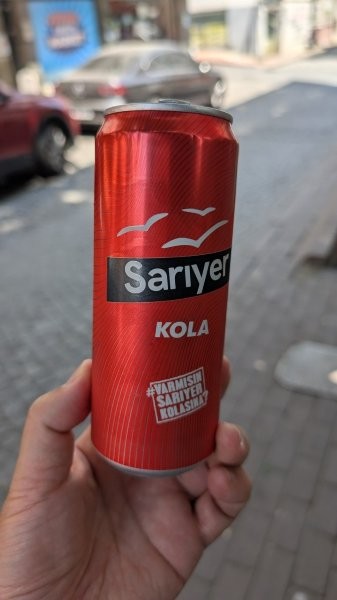 Sarıyer
KOLA
#VARMISIN
SARIYER
KOLASINA?